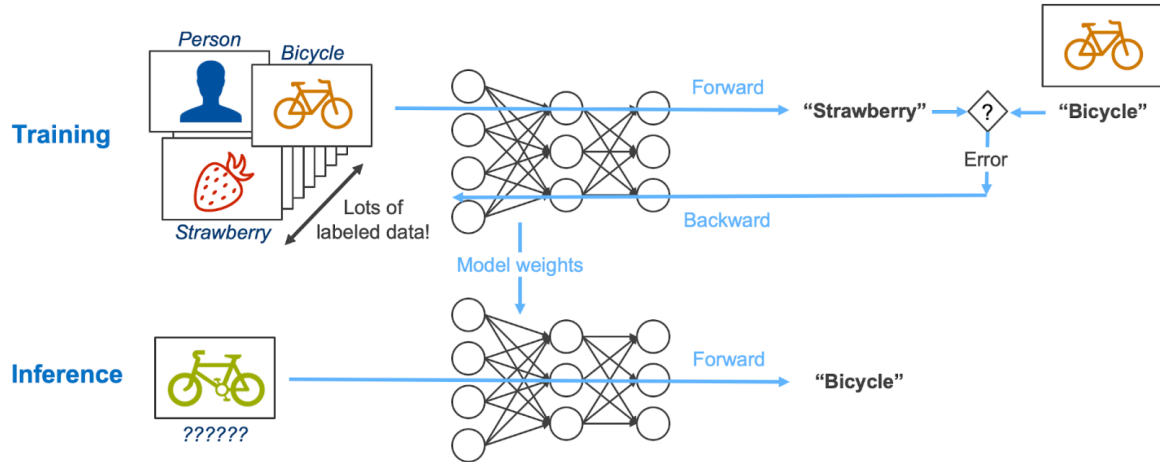 Person
Bicycle
Training
Strawberry
Lots of
labeled data!
Forward
“Strawberry”
?
“Bicycle”
Error
Backward
Model weights
Inference
??????
Forward
“Bicycle”